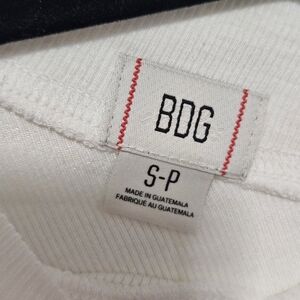 BDG
S-P
MADE IN GUATEMALA
FABRIQUÉ AU GUATEMALA